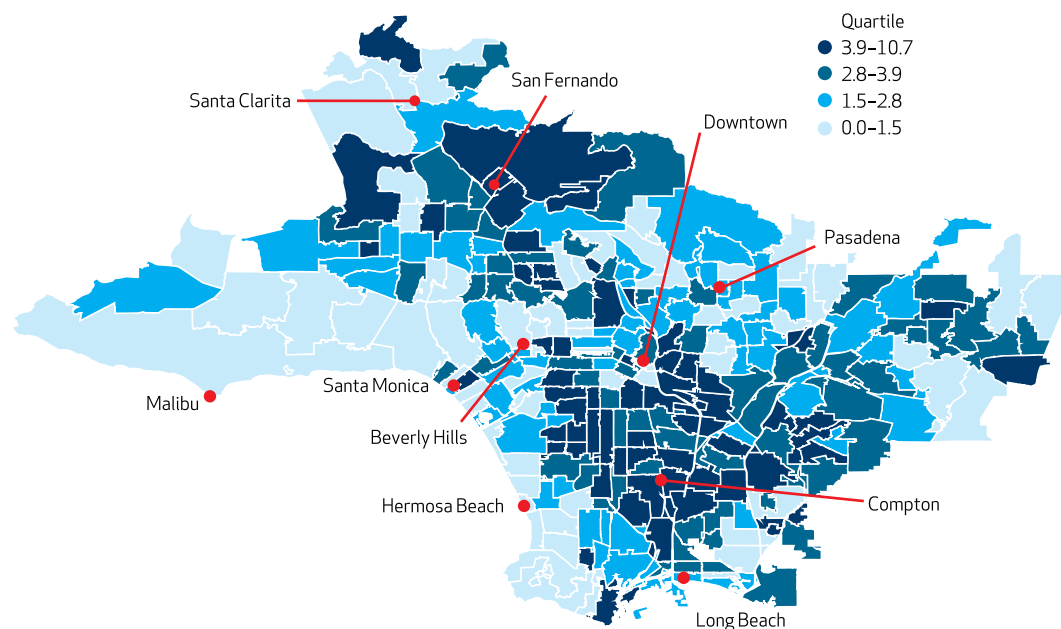 Quartile
3.9–10.7
2.8–3.9
1.5–2.8
0.0–1.5
San Fernando
Santa Clarita
Downtown
Pasadena
Santa Monica
Malibu
Beverly Hills
Hermosa Beach
Compton
Long Beach